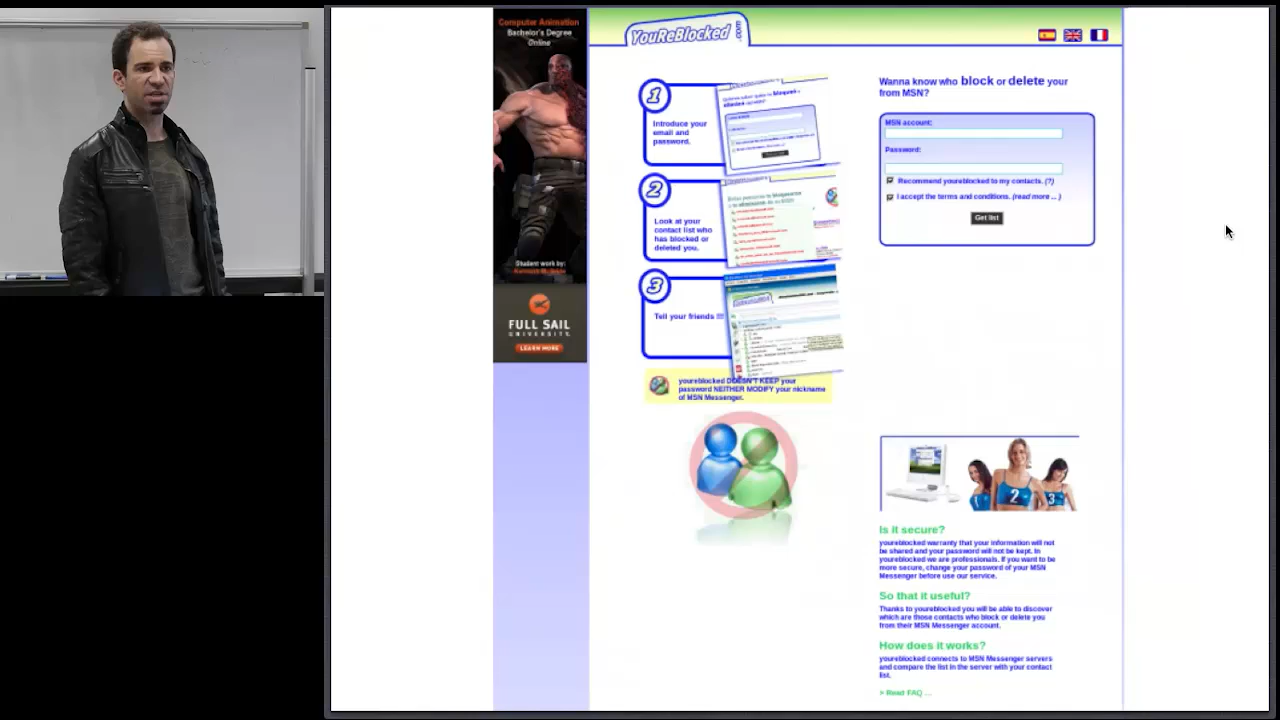 Computer Animation
Bachelor's Degree
Online
Student work by:
FULL SAIL
UNIVERSITY.
LEARN MORE
YouReBlocked.com
1
Introduce your
email and
password.
2
Look at your
contact list who
has blocked or
deleted you.
3
Tell your friends !!!
youreblocked DOESN'T KEEP your
password NEITHER MODIFY your nickname
of MSN Messenger.
Wanna know who block or delete your
from MSN?
MSN account:
Password:
Recommend youreblocked to my contacts. (?)
I accept the terms and conditions. (read more ... )
Get list
1 2 3
Is it secure?
youreblocked warranty that your information will not
be shared and your password will not be kept. In
youreblocked we are professionals. If you want to be
more secure, change your password of your MSN
Messenger before use our service.
So that it useful?
Thanks to youreblocked you will be able to discover
which are those contacts who block or delete you
from their MSN Messenger account.
How does it works?
youreblocked connects to MSN Messenger servers
and compare the list in the server with your contact
list.
> Read FAQ ...